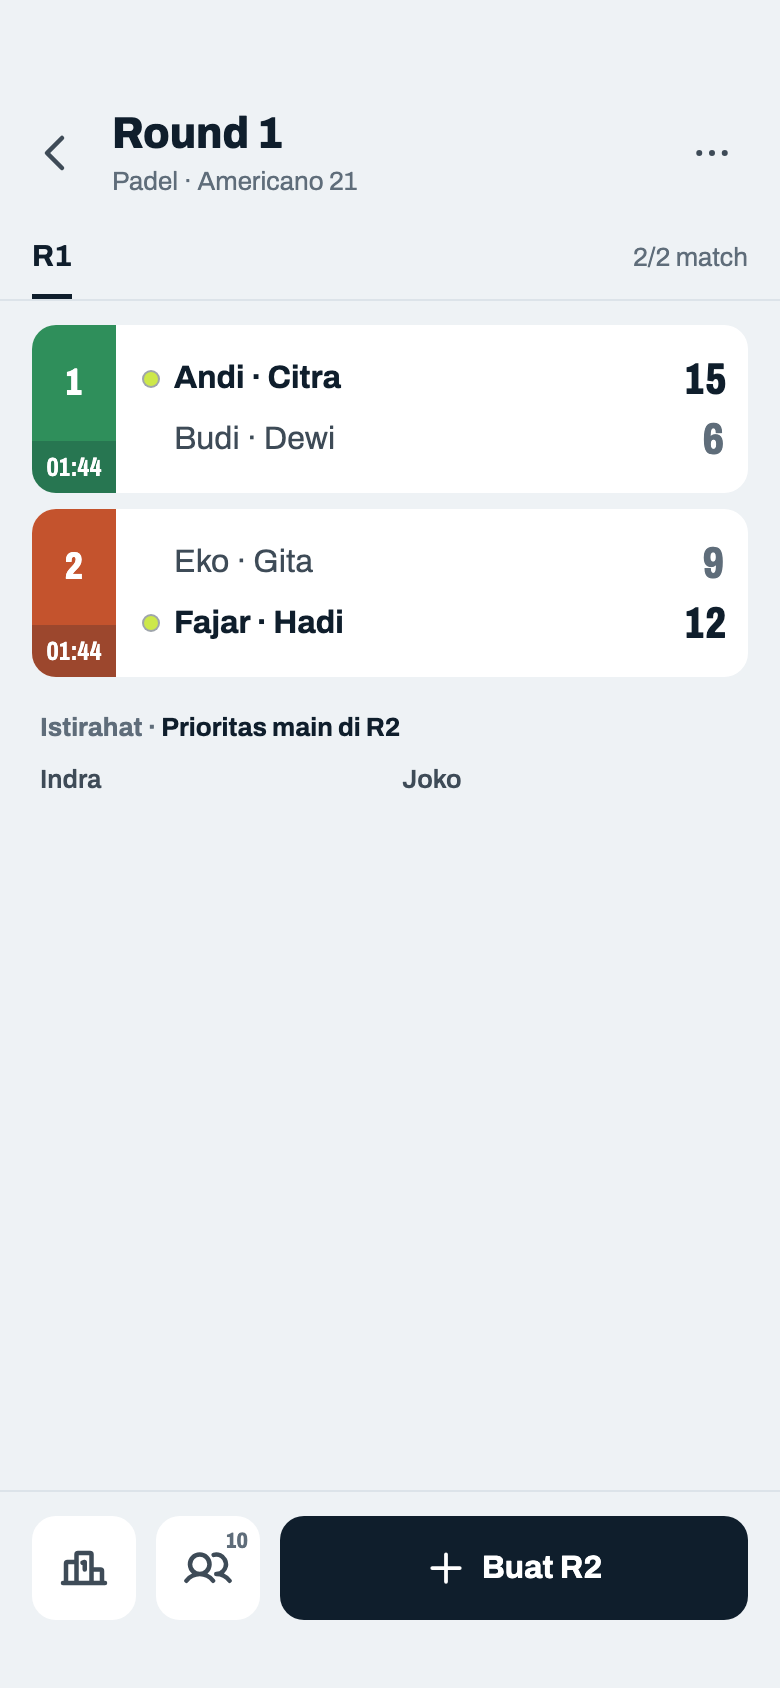 Round 1
Padel · Americano 21
R1
2/2 match
1
01:44
Andi · Citra
15
Budi · Dewi
6
2
01:44
Eko · Gita
9
Fajar · Hadi
12
Istirahat · Prioritas main di R2
Indra
Joko
1
10
Buat R2